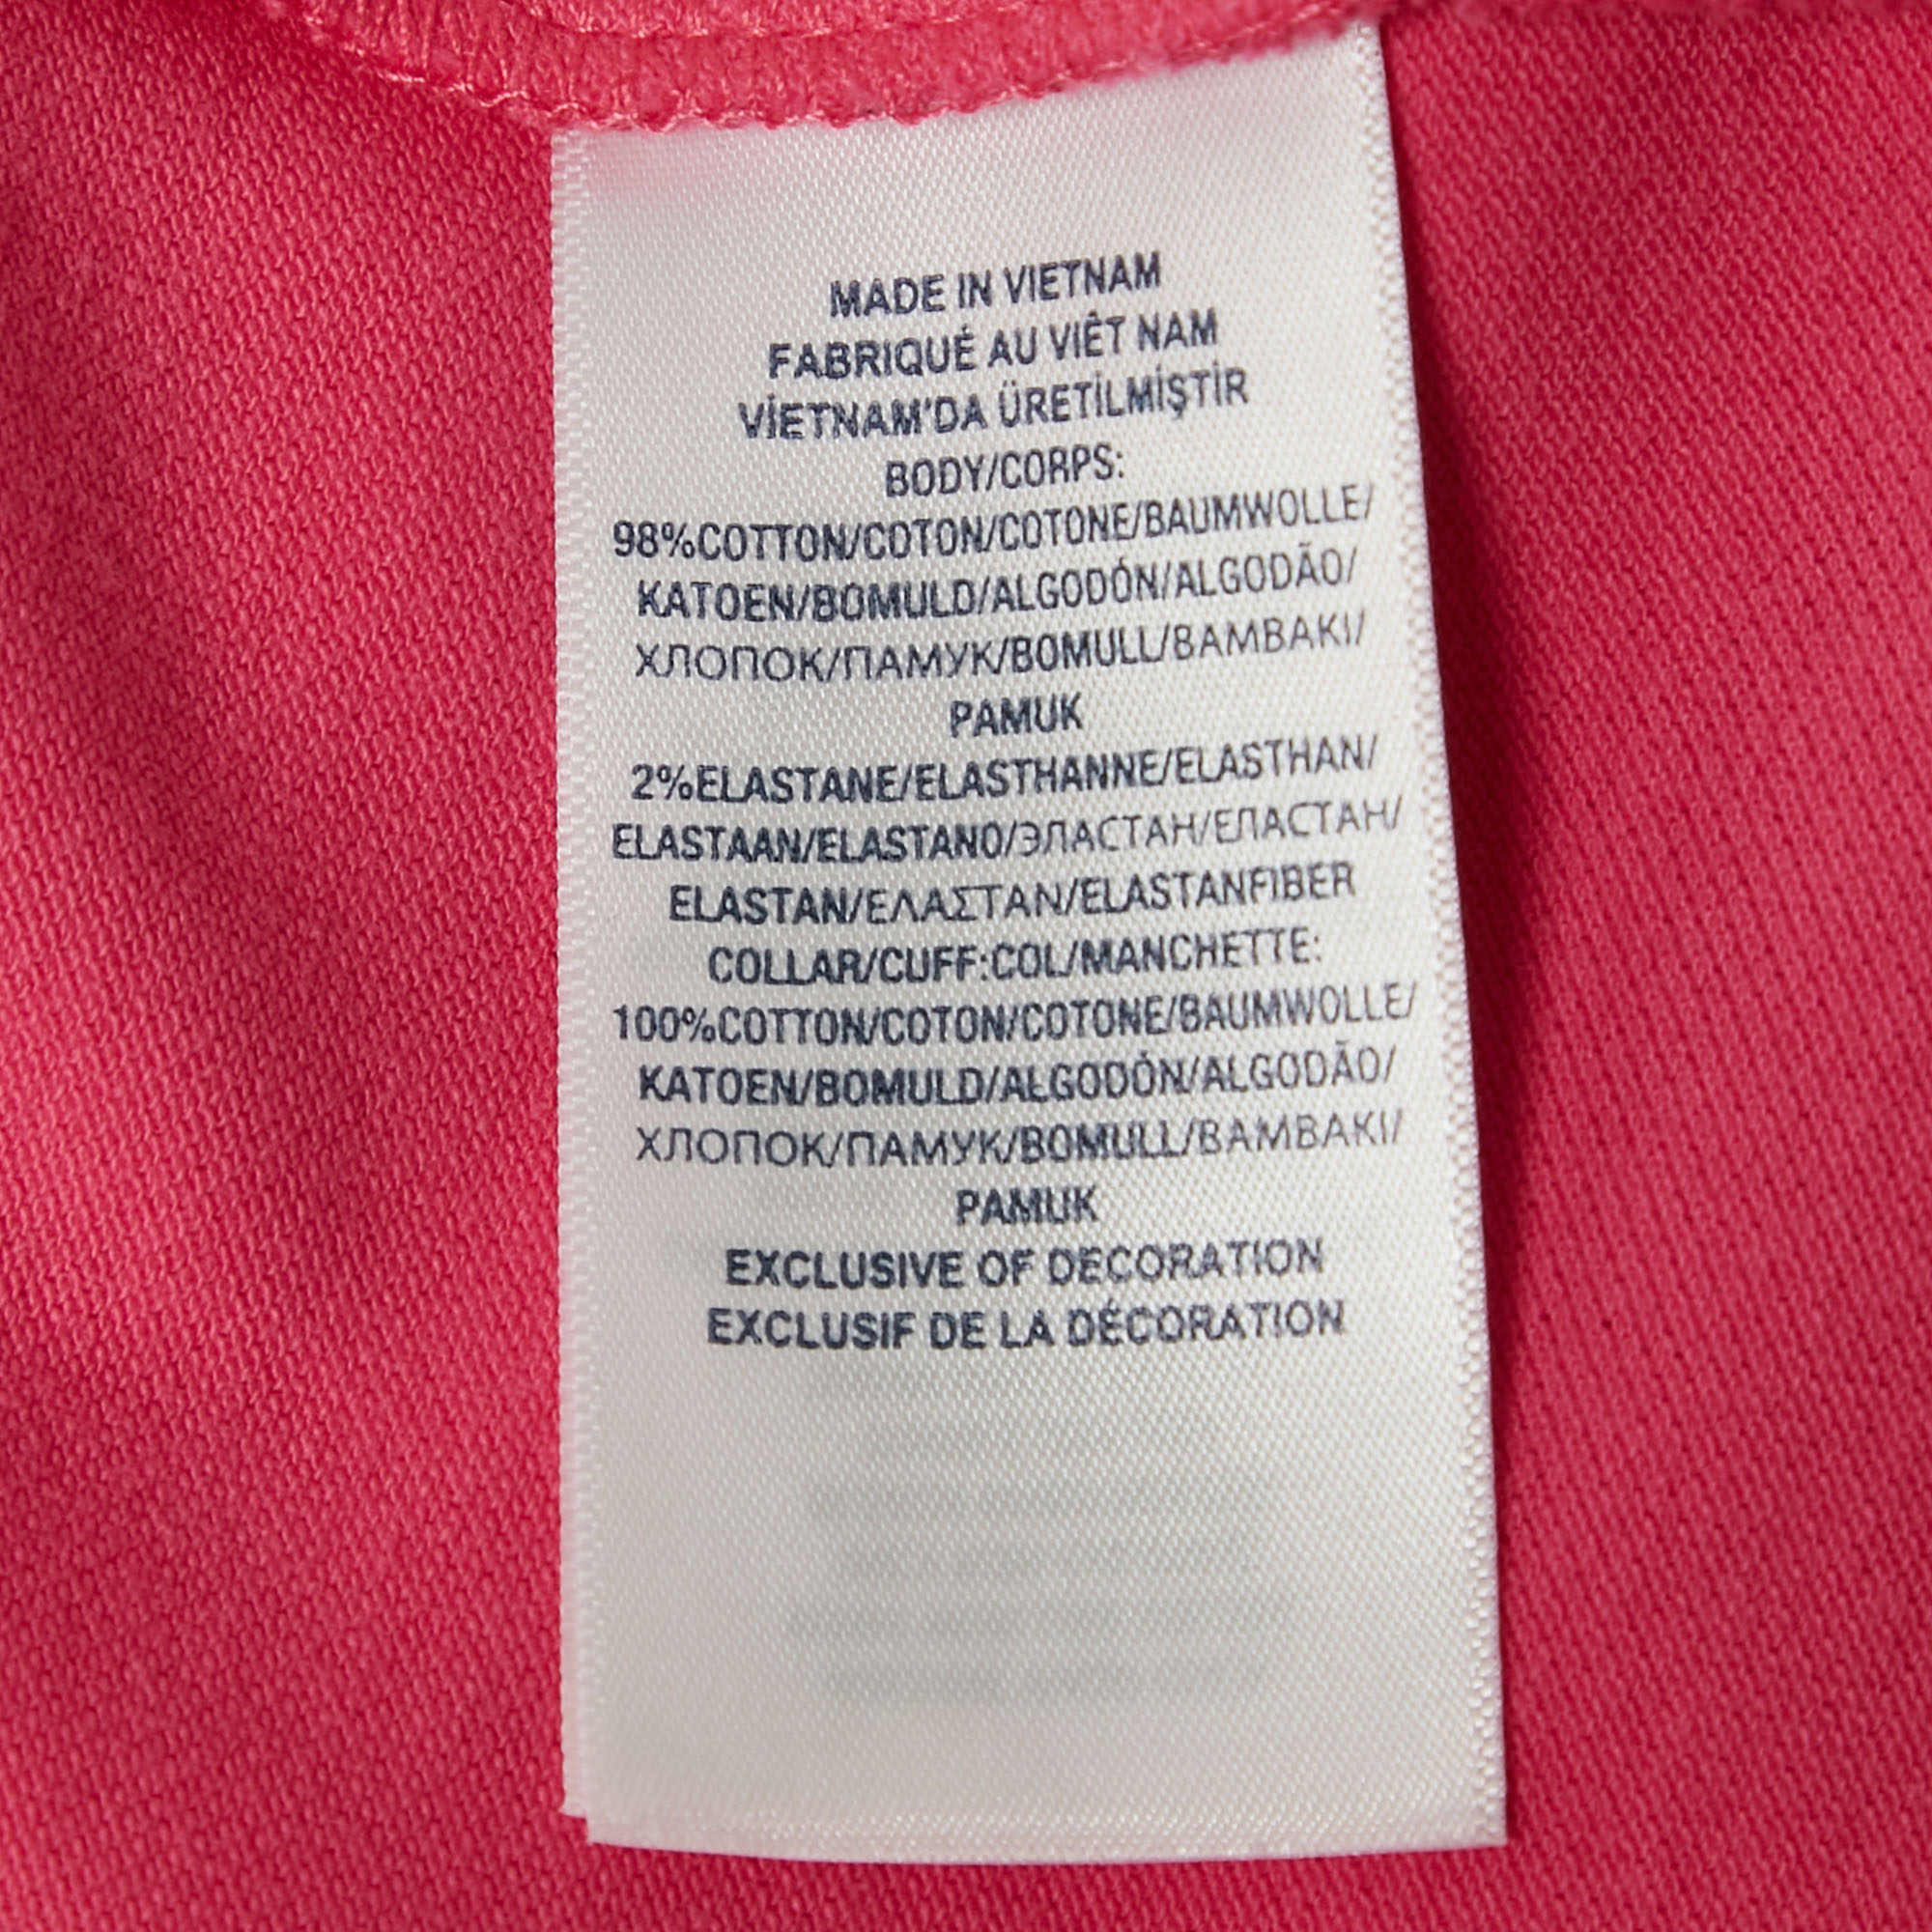 MADE IN VIETNAM
FABRIQUÉ AU VIÊT NAM
VİETNAM'DA ÜRETİLMİŞTİR
BODY/CORPS:
98%COTTON/COTON/COTONE/BAUMWOLLE/
KATOEN/BOMULD/ALGODÓN/ALGODÃO/
ХЛОПОК/ПАМУК/BOMULL/ΒΑΜΒΑΚΙ/
PAMUK
2%ELASTANE/ELASTHANNE/ELASTHAN/
ELASTAAN/ELASTANO/ЭЛАСТАН/ЕЛАСТАН/
ELASTAN/ΕΛΑΣΤΑΝ/ELASTANFIBER
COLLAR/CUFF:COL/MANCHETTE:
100%COTTON/COTON/COTONE/BAUMWOLLE/
KATOEN/BOMULD/ALGODÓN/ALGODÃO/
ХЛОПОК/ПАМУК/BOMULL/ΒΑΜΒΑΚΙ/
PAMUK
EXCLUSIVE OF DECORATION
EXCLUSIF DE LA DÉCORATION